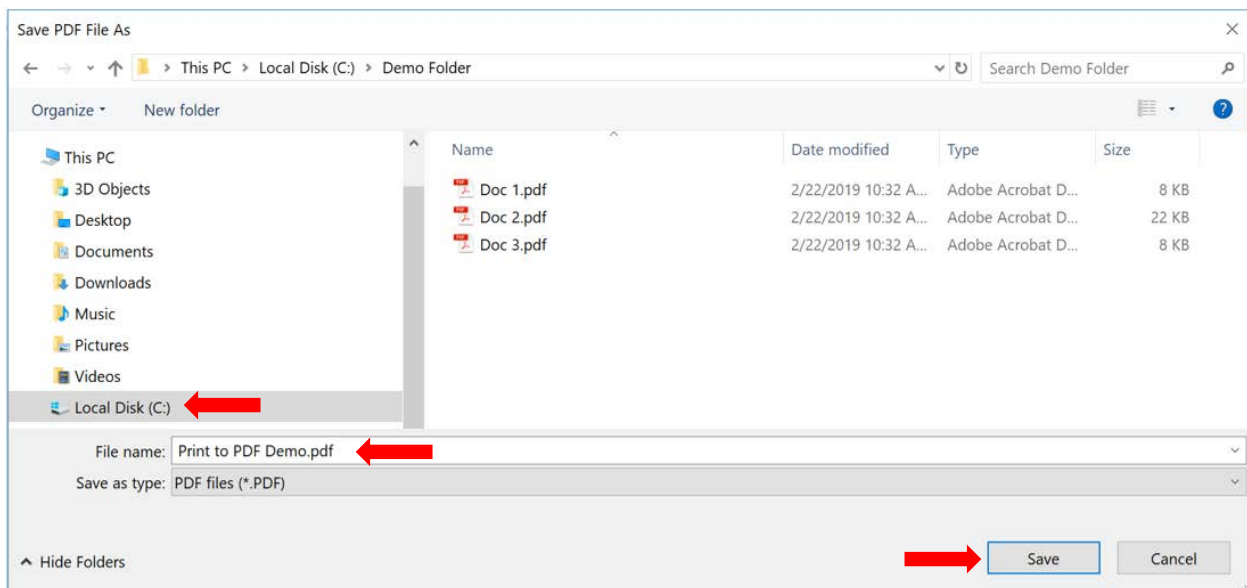 Save PDF File As
This PC > Local Disk (C:) > Demo Folder
Search Demo Folder
Organize
New folder
This PC
3D Objects
Desktop
Documents
Downloads
Music
Pictures
Videos
Local Disk (C:)
Name Date modified Type Size
Doc 1.pdf 2/22/2019 10:32 A... Adobe Acrobat D... 8 KB
Doc 2.pdf 2/22/2019 10:32 A... Adobe Acrobat D... 22 KB
Doc 3.pdf 2/22/2019 10:32 A... Adobe Acrobat D... 8 KB
File name: Print to PDF Demo.pdf
Save as type: PDF files (*.PDF)
Hide Folders
Save
Cancel